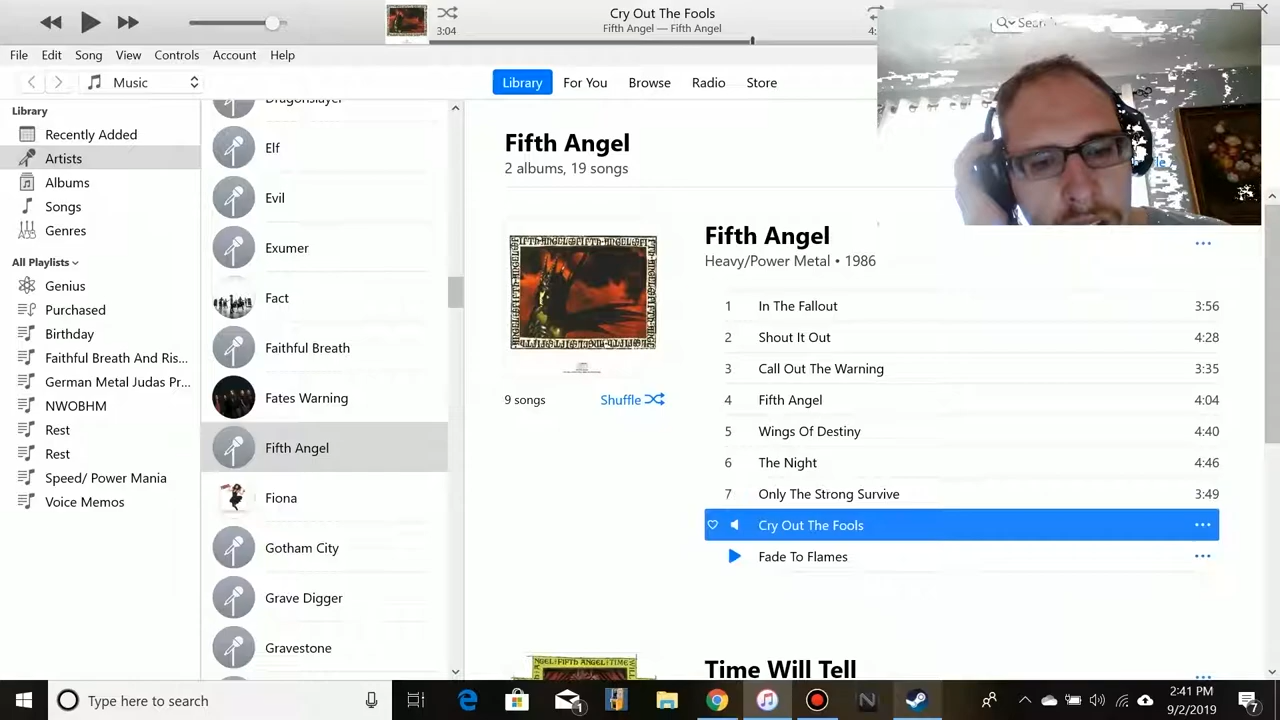 Cry Out The Fools
3:04
Fifth Angel — Fifth Angel
4:
Sear
File Edit Song View Controls Account Help
Music
Library For You Browse Radio Store
Library
Recently Added
Artists
Albums
Songs
Genres
All Playlists
Genius
Purchased
Birthday
Faithful Breath And Ris...
German Metal Judas Pr...
NWOBHM
Rest
Rest
Speed/ Power Mania
Voice Memos
Dragonslayer
Elf
Evil
Exumer
Fact
Faithful Breath
Fates Warning
Fifth Angel
Fiona
Gotham City
Grave Digger
Gravestone
Fifth Angel
2 albums, 19 songs
9 songs
Shuffle
Fifth Angel
Heavy/Power Metal • 1986
1 In The Fallout 3:56
2 Shout It Out 4:28
3 Call Out The Warning 3:35
4 Fifth Angel 4:04
5 Wings Of Destiny 4:40
6 The Night 4:46
7 Only The Strong Survive 3:49
Cry Out The Fools
Fade To Flames
Time Will Tell
Type here to search
1
2:41 PM
9/2/2019
7